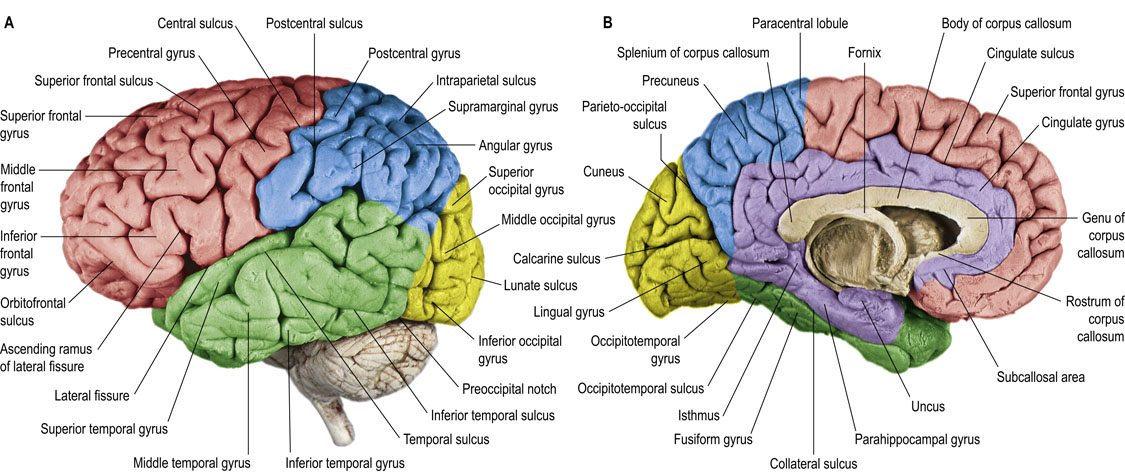 A
Central sulcus
Postcentral sulcus
Precentral gyrus
Postcentral gyrus
Superior frontal sulcus
Intraparietal sulcus
Supramarginal gyrus
Superior frontal
gyrus
Angular gyrus
Middle
frontal
gyrus
Superior
occipital gyrus
Middle occipital gyrus
Inferior
frontal
gyrus
Lunate sulcus
Orbitofrontal
sulcus
Inferior occipital
gyrus
Ascending ramus
of lateral fissure
Preoccipital notch
Lateral fissure
Inferior temporal sulcus
Superior temporal gyrus
Temporal sulcus
Middle temporal gyrus
Inferior temporal gyrus
B
Paracentral lobule
Body of corpus callosum
Splenium of corpus callosum
Fornix
Cingulate sulcus
Precuneus
Superior frontal gyrus
Parieto-occipital
sulcus
Cingulate gyrus
Cuneus
Genu of
corpus
callosum
Calcarine sulcus
Lingual gyrus
Rostrum of
corpus
callosum
Occipitotemporal
gyrus
Subcallosal area
Occipitotemporal sulcus
Uncus
Isthmus
Fusiform gyrus
Parahippocampal gyrus
Collateral sulcus